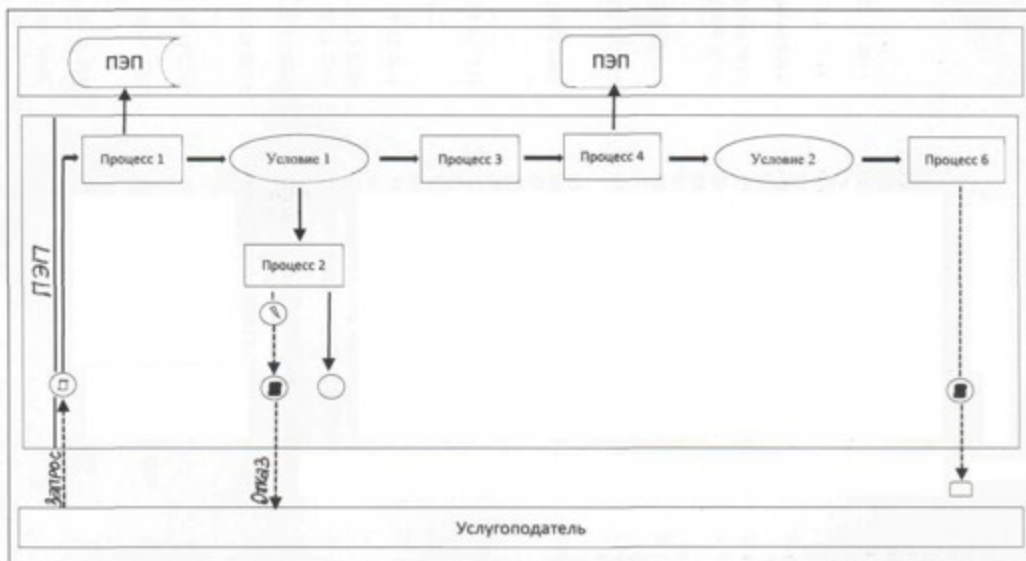 ПЭП
ПЭП
ПЭП
Процесс 1
Условие 1
Процесс 3
Процесс 4
Условие 2
Процесс 6
Процесс 2
Запрос
Отказ
Услугоподатель